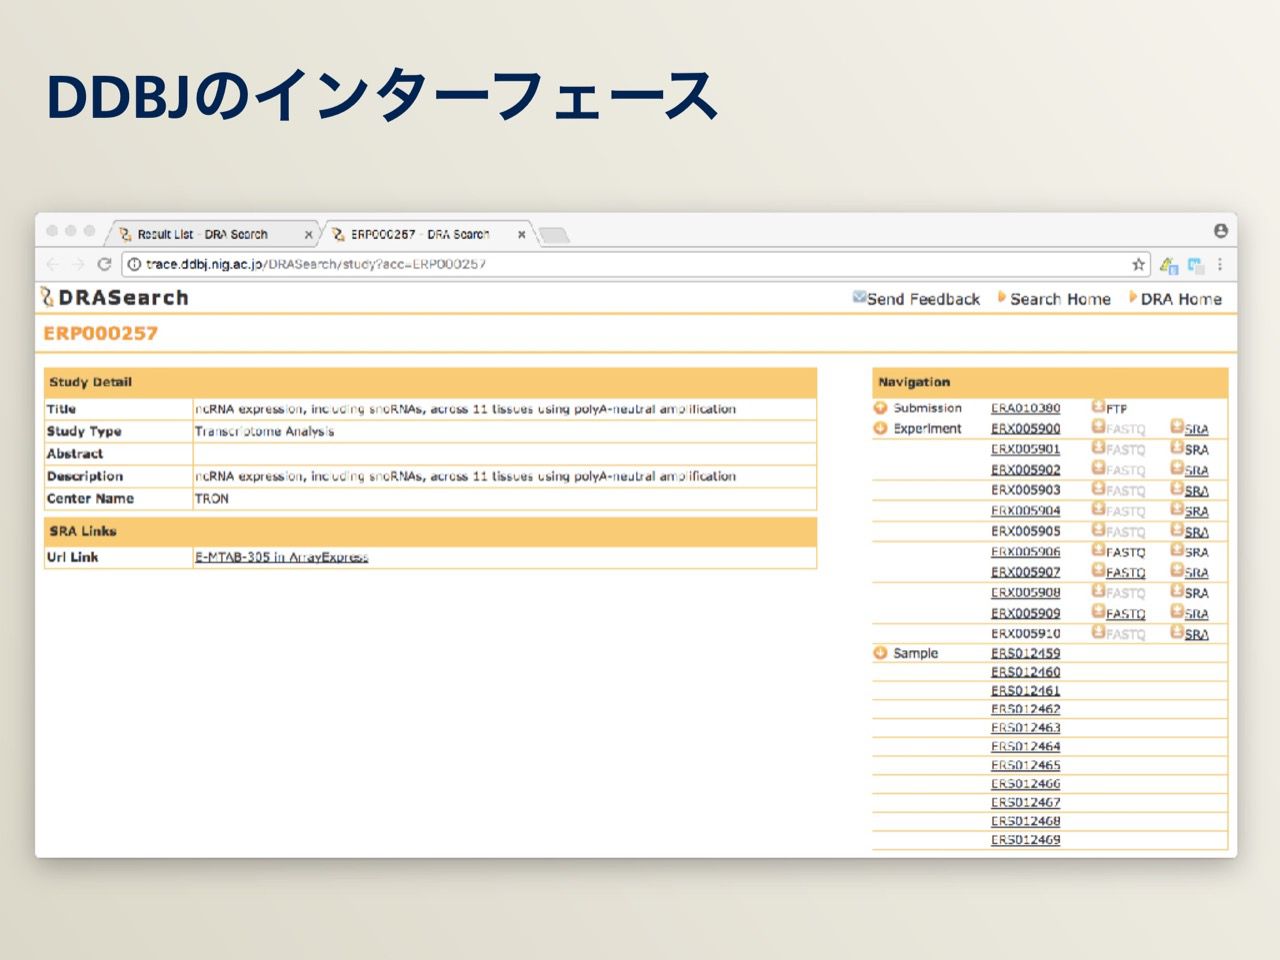 DDBJのインターフェース
Result List - DRA Search
ERP000257 - DRA Search
trace.ddbj.nig.ac.jp/DRASearch/study?acc=ERP000257
DRASearch
Send Feedback
Search Home
DRA Home
ERP000257
Study Detail
Title ncRNA expression, including snoRNAs, across 11 tissues using polyA-neutral amplification
Study Type Transcriptome Analysis
Abstract
Description ncRNA expression, including snoRNAs, across 11 tissues using polyA-neutral amplification
Center Name TRON
SRA Links
Url Link E-MTAB-305 in ArrayExpress
Navigation
Submission ERA010380 FTP
Experiment ERX005900 FASTQ SRA
ERX005901 FASTQ SRA
ERX005902 FASTQ SRA
ERX005903 FASTQ SRA
ERX005904 FASTQ SRA
ERX005905 FASTQ SRA
ERX005906 FASTQ SRA
ERX005907 FASTQ SRA
ERX005908 FASTQ SRA
ERX005909 FASTQ SRA
ERX005910 FASTQ SRA
Sample ERS012459
ERS012460
ERS012461
ERS012462
ERS012463
ERS012464
ERS012465
ERS012466
ERS012467
ERS012468
ERS012469